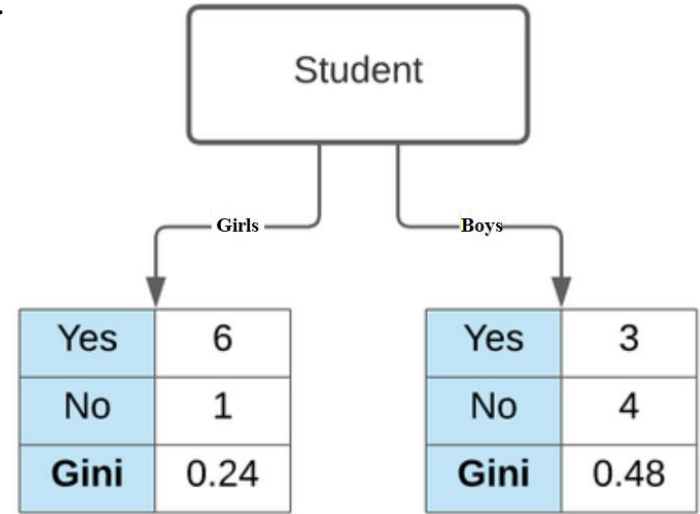 .
Student
Girls
Boys
Yes 6
No 1
Gini 0.24
Yes 3
No 4
Gini 0.48